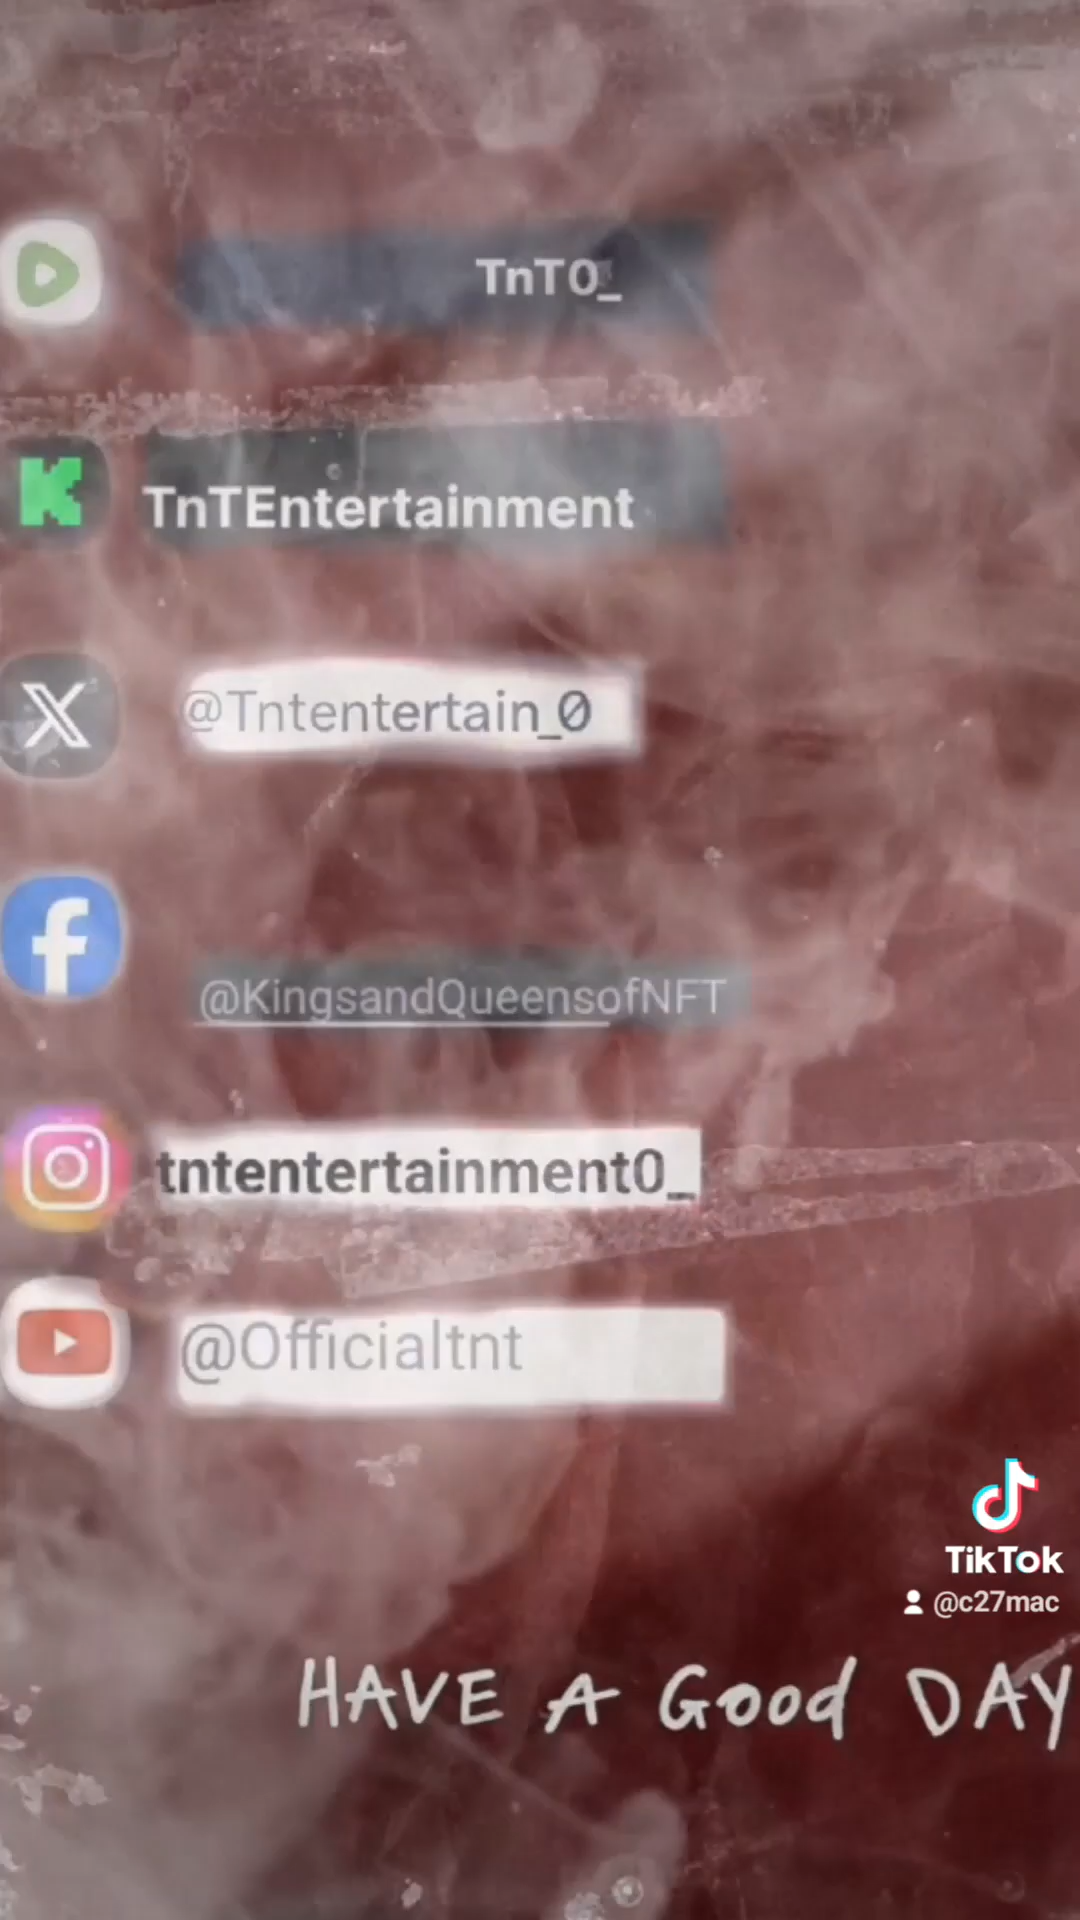 TnT0_
K
TnTEntertainment
X
@Tntentertain_0
f
@KingsandQueensofNFT
tntentertainment0_
@Officialtnt
TikTok
@c27mac
HAVE A Good DAY